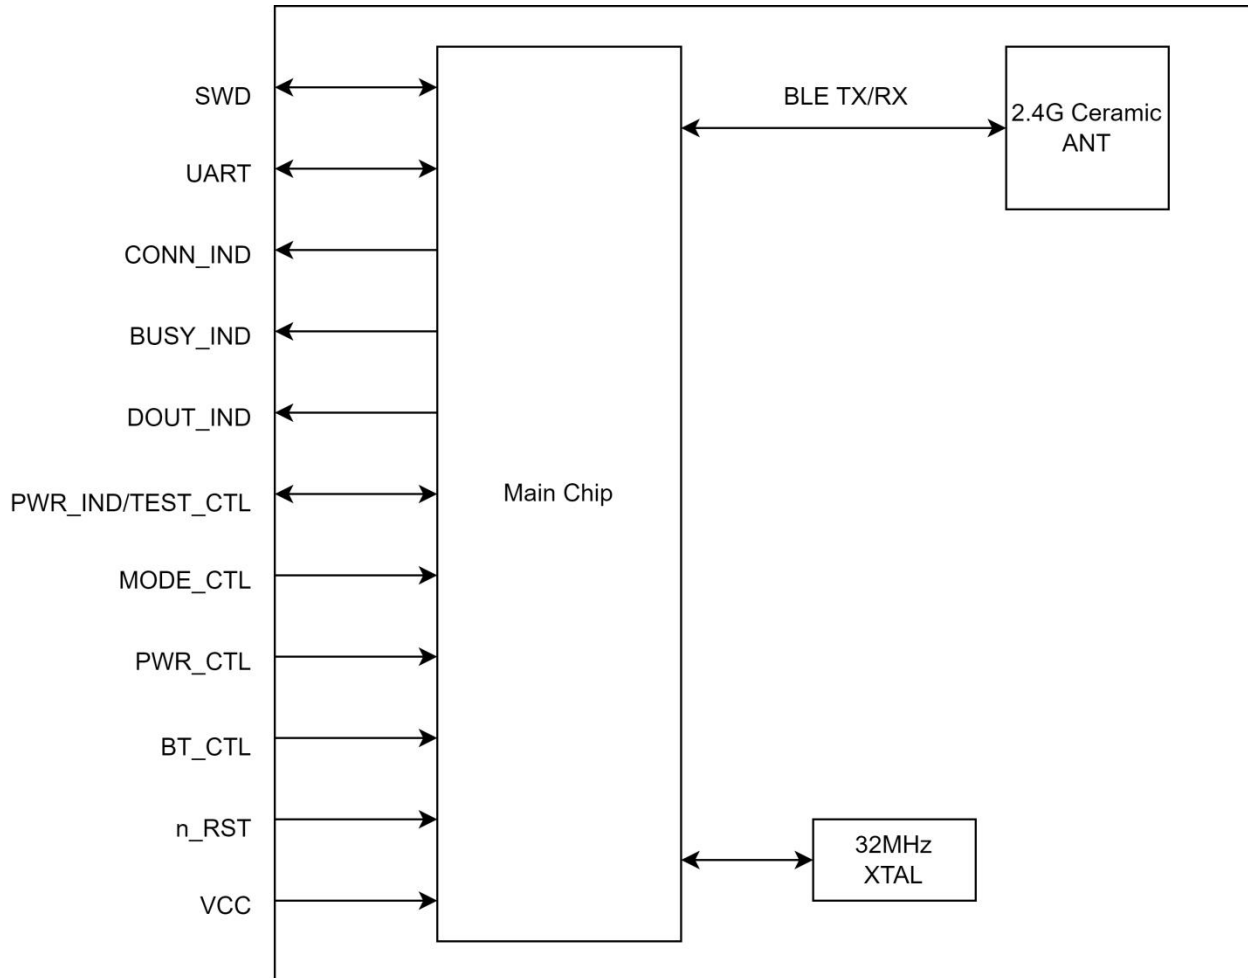 SWD
UART
CONN_IND
BUSY_IND
DOUT_IND
PWR_IND/TEST_CTL
MODE_CTL
PWR_CTL
BT_CTL
n_RST
VCC
Main Chip
BLE TX/RX
2.4G Ceramic
ANT
32MHz
XTAL